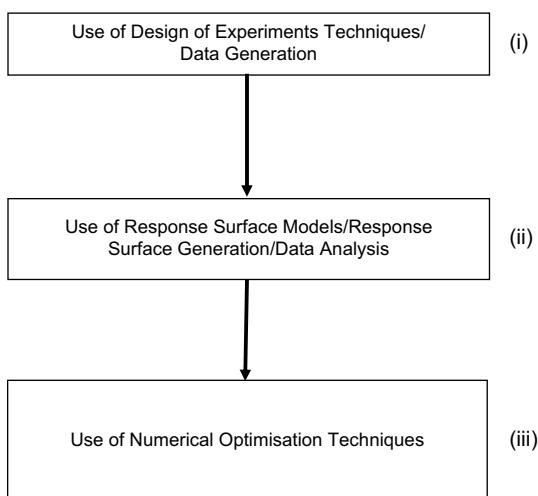 Use of Design of Experiments Techniques/
Data Generation
(i)
Use of Response Surface Models/Response
Surface Generation/Data Analysis
(ii)
Use of Numerical Optimisation Techniques
(iii)